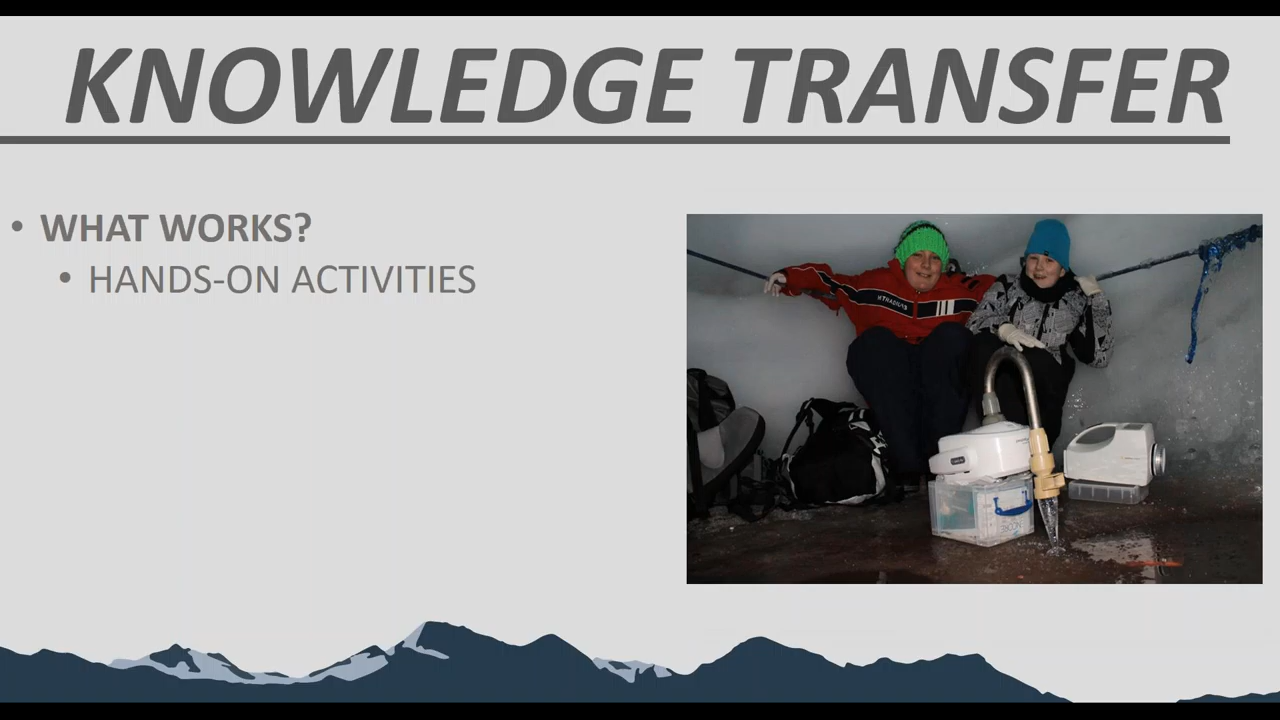 KNOWLEDGE TRANSFER
• WHAT WORKS?
• HANDS-ON ACTIVITIES